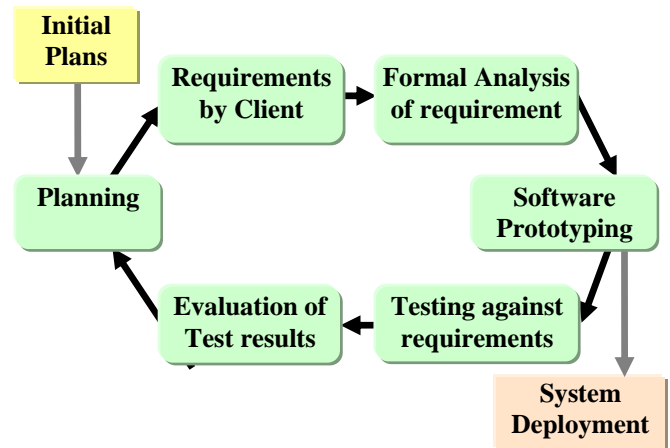 Initial
Plans
Requirements
by Client
Formal Analysis
of requirement
Planning
Software
Prototyping
Evaluation of
Test results
Testing against
requirements
System
Deployment